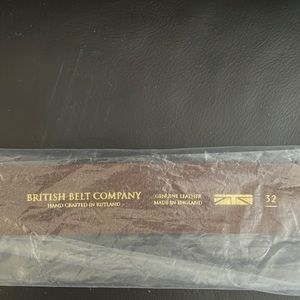 BRITISH BELT COMPANY
HAND CRAFTED IN RUTLAND
GENUINE LEATHER
MADE IN ENGLAND
32